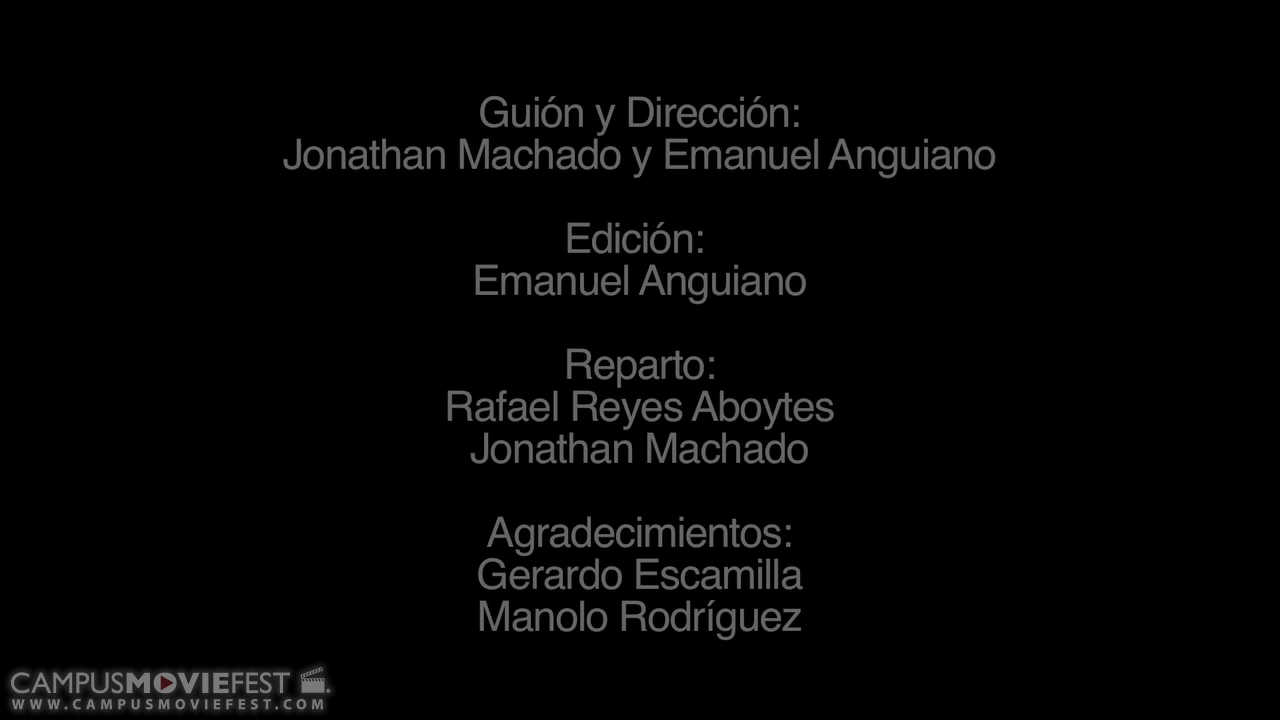 Guión y Dirección:
Jonathan Machado y Emanuel Anguiano
Edición:
Emanuel Anguiano
Reparto:
Rafael Reyes Aboytes
Jonathan Machado
Agradecimientos:
Gerardo Escamilla
Manolo Rodríguez
CAMPUSMOVIEFEST
WWW.CAMPUSMOVIEFEST.COM